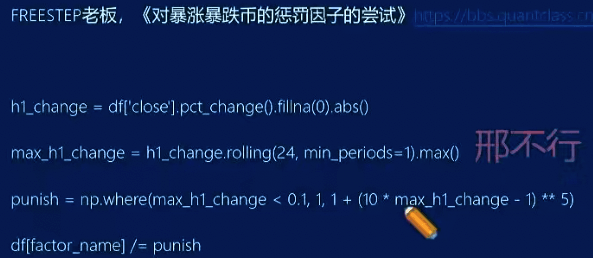 FREESTEP老板，《对暴涨暴跌币的惩罚因子的尝试》https://bbs.quantclass.cn
h1_change = df['close'].pct_change().fillna(0).abs()
max_h1_change = h1_change.rolling(24, min_periods=1).max()
邢不行
punish = np.where(max_h1_change < 0.1, 1, 1 + (10 * max_h1_change - 1) ** 5)
df[factor_name] /= punish